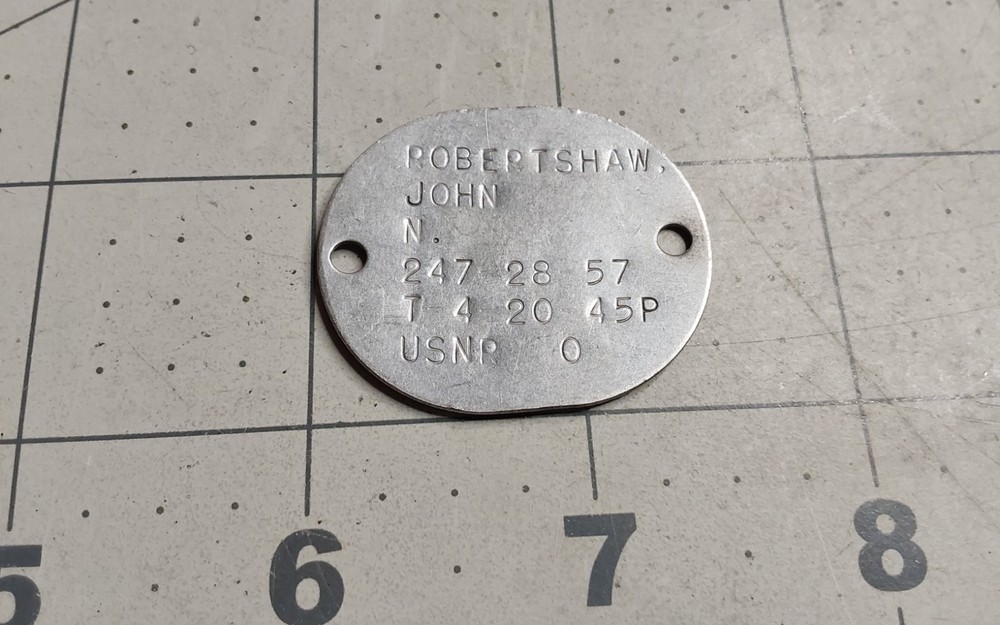 ROBERTSHAW,
JOHN
N.
247 28 57
T 4 20 45P
USNR O
5 6 7 8